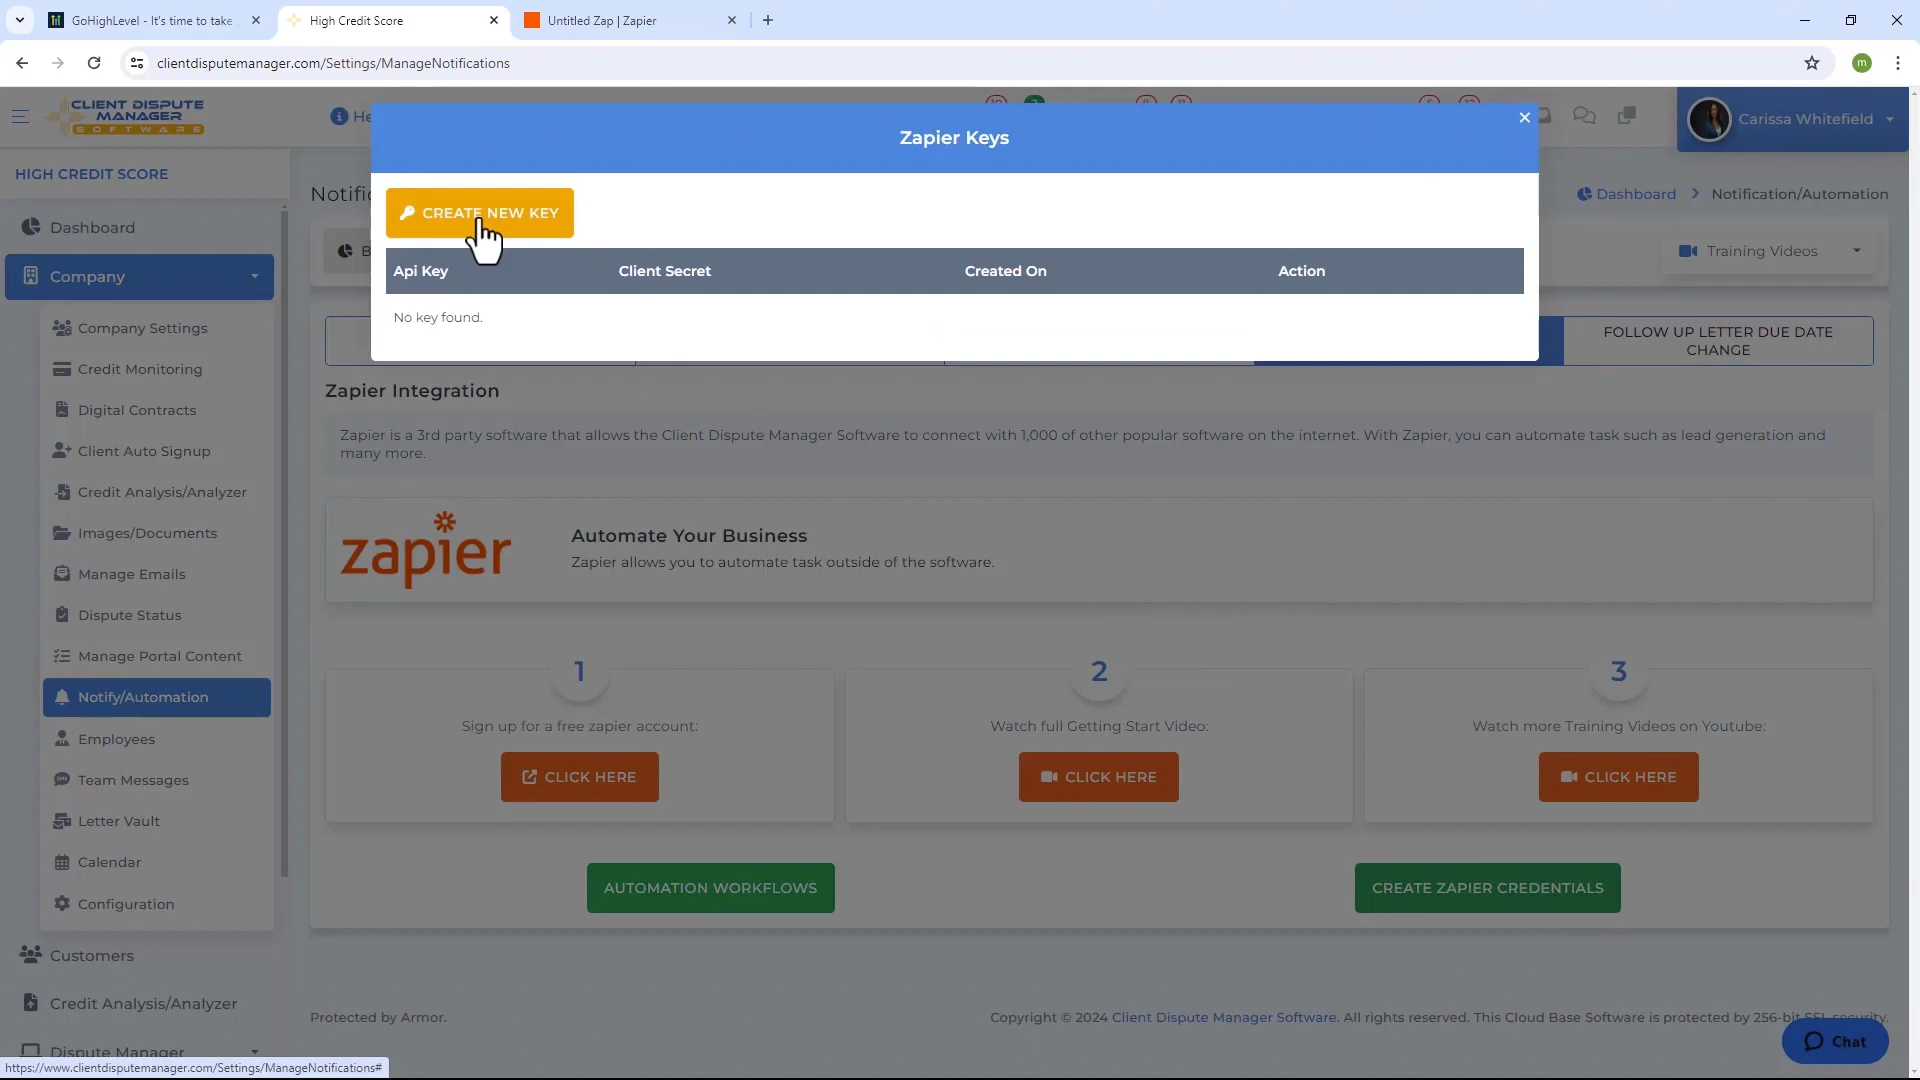 GoHighLevel - It's time to take
High Credit Score
Untitled Zap | Zapier
clientdisputemanager.com/Settings/ManageNotifications
m
CLIENT DISPUTE
MANAGER
SOFTWARE
He
Zapier Keys
Carissa Whitefield
HIGH CREDIT SCORE
Notific
CREATE NEW KEY
Dashboard > Notification/Automation
Dashboard
B
Training Videos
Company
Api Key Client Secret Created On Action
No key found.
Company Settings
FOLLOW UP LETTER DUE DATE
CHANGE
Credit Monitoring
Zapier Integration
Digital Contracts
Zapier is a 3rd party software that allows the Client Dispute Manager Software to connect with 1,000 of other popular software on the internet. With Zapier, you can automate task such as lead generation and
many more.
Client Auto Signup
Credit Analysis/Analyzer
Images/Documents
zapier
Automate Your Business
Zapier allows you to automate task outside of the software.
Manage Emails
Dispute Status
Manage Portal Content
Notify/Automation
1
2
3
Sign up for a free zapier account:
Watch full Getting Start Video:
Watch more Training Videos on Youtube:
Employees
CLICK HERE
CLICK HERE
CLICK HERE
Team Messages
Letter Vault
Calendar
AUTOMATION WORKFLOWS
CREATE ZAPIER CREDENTIALS
Configuration
Customers
Credit Analysis/Analyzer
Protected by Armor.
Copyright © 2024 Client Dispute Manager Software. All rights reserved. This Cloud Base Software is protected by 256-bit SSL security.
Chat
Dispute Manager
https://www.clientdisputemanager.com/Settings/ManageNotifications#